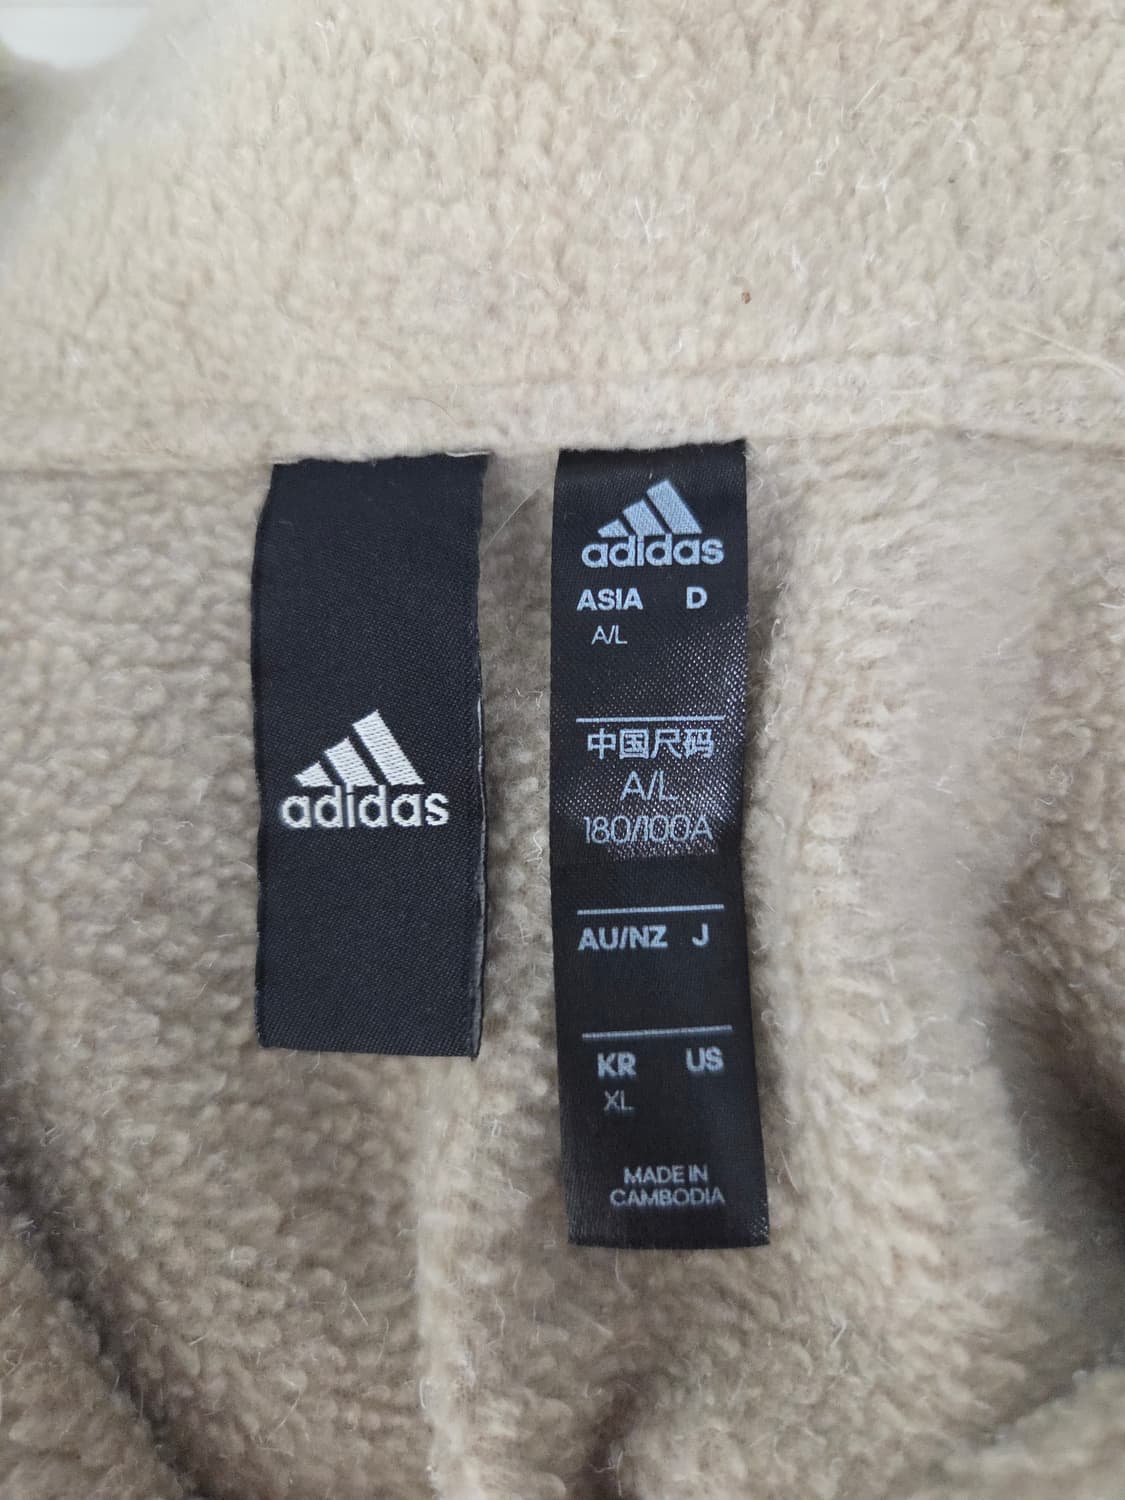 adidas
adidas
ASIA D
A/L
中国尺码
A/L
180/100A
AU/NZ J
KR US
XL
MADE IN
CAMBODIA